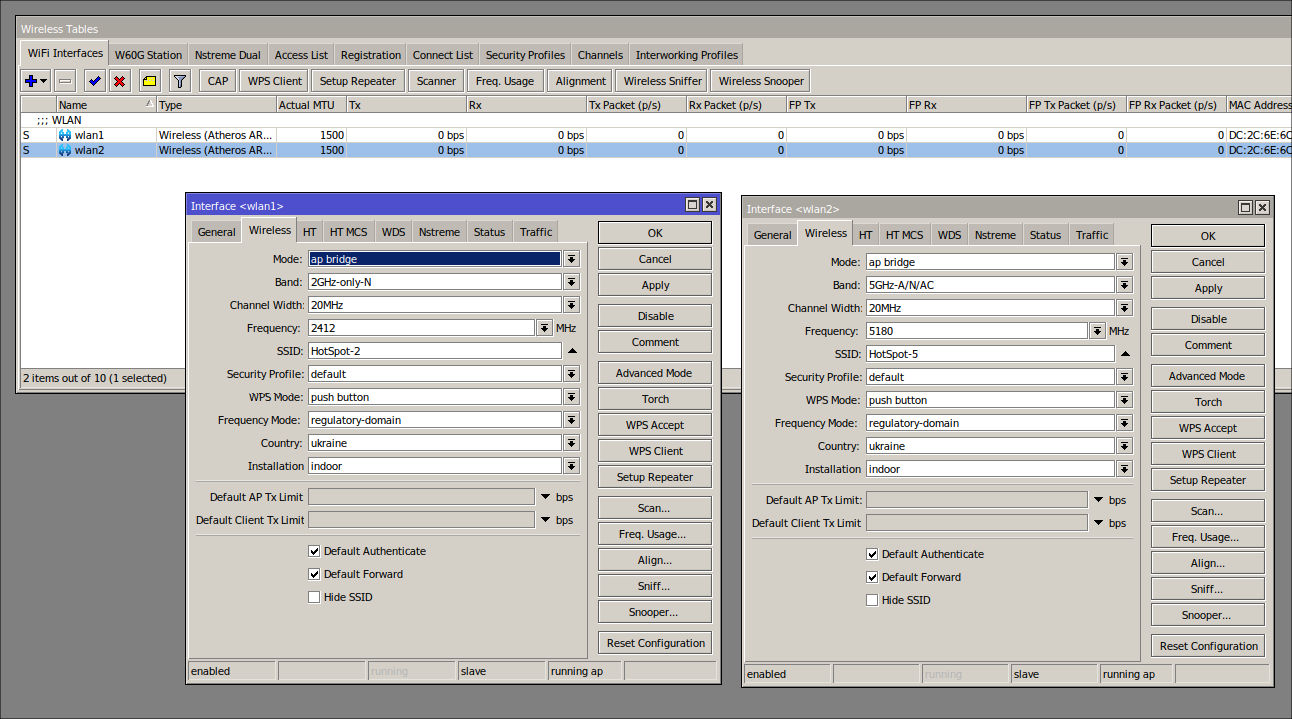 Wireless Tables
WiFi Interfaces W60G Station Nstreme Dual Access List Registration Connect List Security Profiles Channels Interworking Profiles
CAP WPS Client Setup Repeater Scanner Freq. Usage Alignment Wireless Sniffer Wireless Snooper
Name Type Actual MTU Tx Rx Tx Packet (p/s) Rx Packet (p/s) FP Tx FP Rx FP Tx Packet (p/s) FP Rx Packet (p/s) MAC Address
;;; WLAN
S wlan1 Wireless (Atheros AR... 1500 0 bps 0 bps 0 0 0 bps 0 bps 0 0 DC:2C:6E:6C
S wlan2 Wireless (Atheros AR... 1500 0 bps 0 bps 0 0 0 bps 0 bps 0 0 DC:2C:6E:6C
2 items out of 10 (1 selected)
Interface <wlan1>
General Wireless HT HT MCS WDS Nstreme Status Traffic
Mode: ap bridge
Band: 2GHz-only-N
Channel Width: 20MHz
Frequency: 2412 MHz
SSID: HotSpot-2
Security Profile: default
WPS Mode: push button
Frequency Mode: regulatory-domain
Country: ukraine
Installation indoor
Default AP Tx Limit bps
Default Client Tx Limit bps
Default Authenticate
Default Forward
Hide SSID
OK
Cancel
Apply
Disable
Comment
Advanced Mode
Torch
WPS Accept
WPS Client
Setup Repeater
Scan...
Freq. Usage...
Align...
Sniff...
Snooper...
Reset Configuration
enabled running slave running ap
Interface <wlan2>
General Wireless HT HT MCS WDS Nstreme Status Traffic
Mode: ap bridge
Band: 5GHz-A/N/AC
Channel Width: 20MHz
Frequency: 5180 MHz
SSID: HotSpot-5
Security Profile: default
WPS Mode: push button
Frequency Mode: regulatory-domain
Country: ukraine
Installation indoor
Default AP Tx Limit: bps
Default Client Tx Limit bps
Default Authenticate
Default Forward
Hide SSID
OK
Cancel
Apply
Disable
Comment
Advanced Mode
Torch
WPS Accept
WPS Client
Setup Repeater
Scan...
Freq. Usage...
Align...
Sniff...
Snooper...
Reset Configuration
enabled running slave running ap